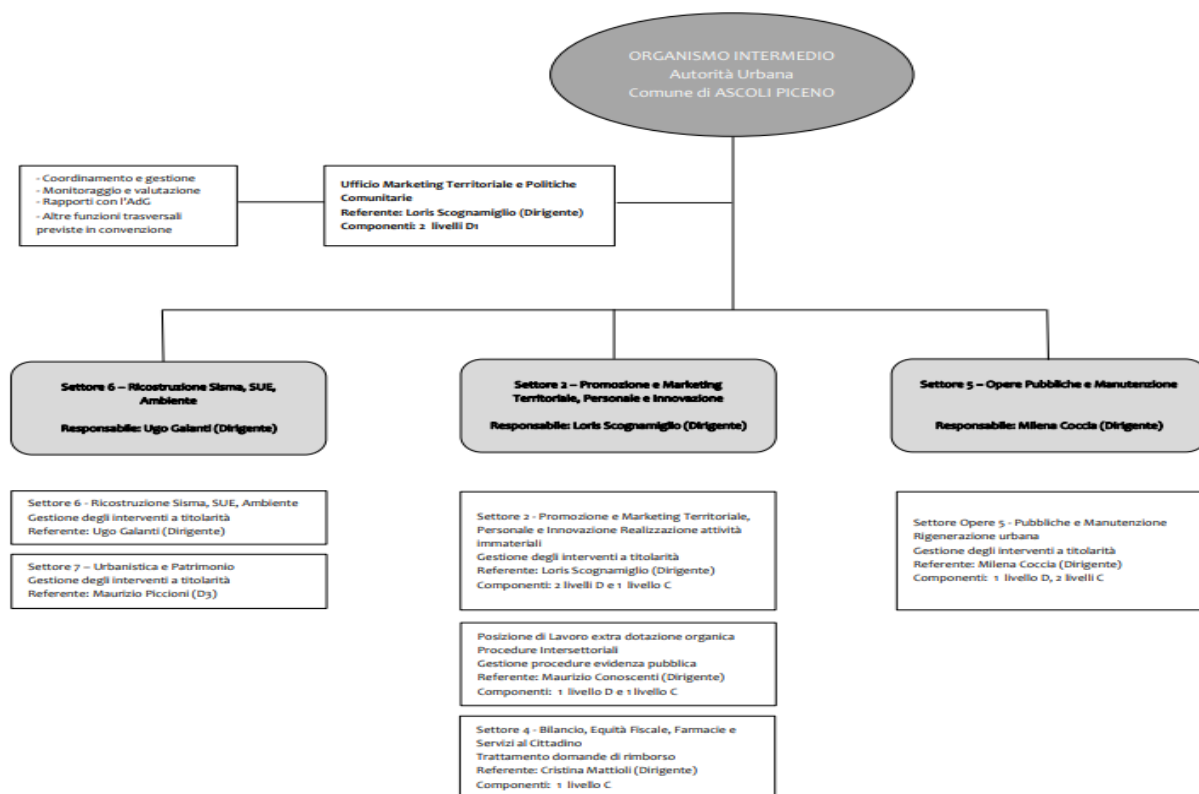 ORGANISMO INTERMEDIO
Autorità Urbana
Comune di ASCOLI PICENO
- Coordinamento e gestione
- Monitoraggio e valutazione
- Rapporti con l'AdG
- Altre funzioni trasversali
previste in convenzione
Ufficio Marketing Territoriale e Politiche
Comunitarie
Referente: Loris Scognamiglio (Dirigente)
Componenti: 2 livelli D1
Settore 6 – Ricostruzione Sisma, SUE,
Ambiente
Responsabile: Ugo Galanti (Dirigente)
Settore 2 – Promozione e Marketing
Territoriale, Personale e Innovazione
Responsabile: Loris Scognamiglio (Dirigente)
Settore 5 – Opere Pubbliche e Manutenzione
Responsabile: Milena Coccia (Dirigente)
Settore 6 - Ricostruzione Sisma, SUE, Ambiente
Gestione degli interventi a titolarità
Referente: Ugo Galanti (Dirigente)
Settore 7 – Urbanistica e Patrimonio
Gestione degli interventi a titolarità
Referente: Maurizio Piccioni (D3)
Settore 2 - Promozione e Marketing Territoriale,
Personale e Innovazione Realizzazione attività
immateriali
Gestione degli interventi a titolarità
Referente: Loris Scognamiglio (Dirigente)
Componenti: 2 livelli D e 1 livello C
Posizione di Lavoro extra dotazione organica
Procedure Intersettoriali
Gestione procedure evidenza pubblica
Referente: Maurizio Conoscenti (Dirigente)
Componenti: 1 livello D e 1 livello C
Settore 4 - Bilancio, Equità Fiscale, Farmacie e
Servizi al Cittadino
Trattamento domande di rimborso
Referente: Cristina Mattioli (Dirigente)
Componenti: 1 livello C
Settore Opere 5 - Pubbliche e Manutenzione
Rigenerazione urbana
Gestione degli interventi a titolarità
Referente: Milena Coccia (Dirigente)
Componenti: 1 livello D, 2 livelli C